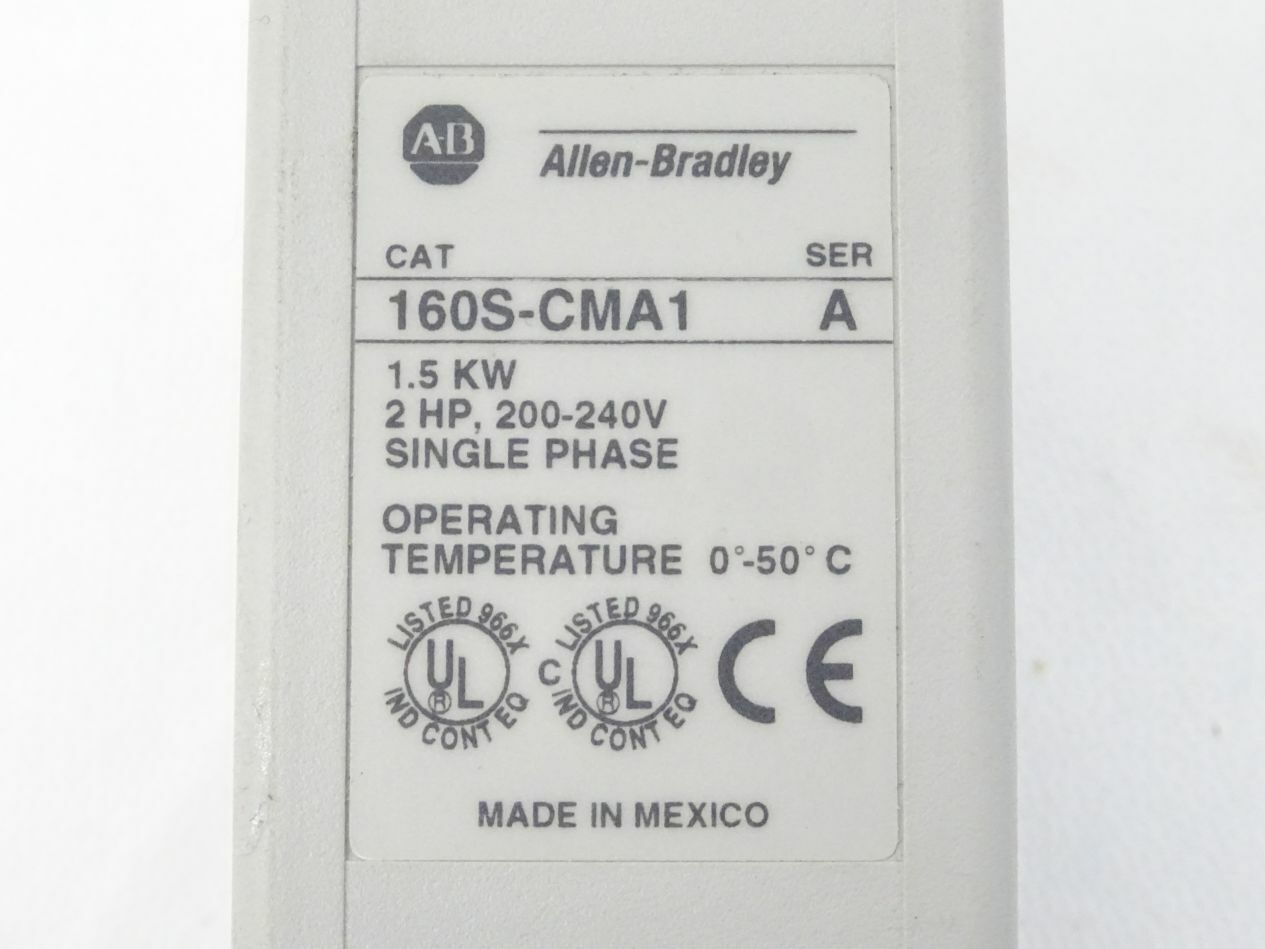 A-B
Allen-Bradley
CAT SER
160S-CMA1 A
1.5 KW
2 HP, 200-240V
SINGLE PHASE
OPERATING
TEMPERATURE 0°-50° C
LISTED 966X
UL
R
IND CONT EQ
LISTED 966X
C UL
R
IND CONT EQ
CE
MADE IN MEXICO